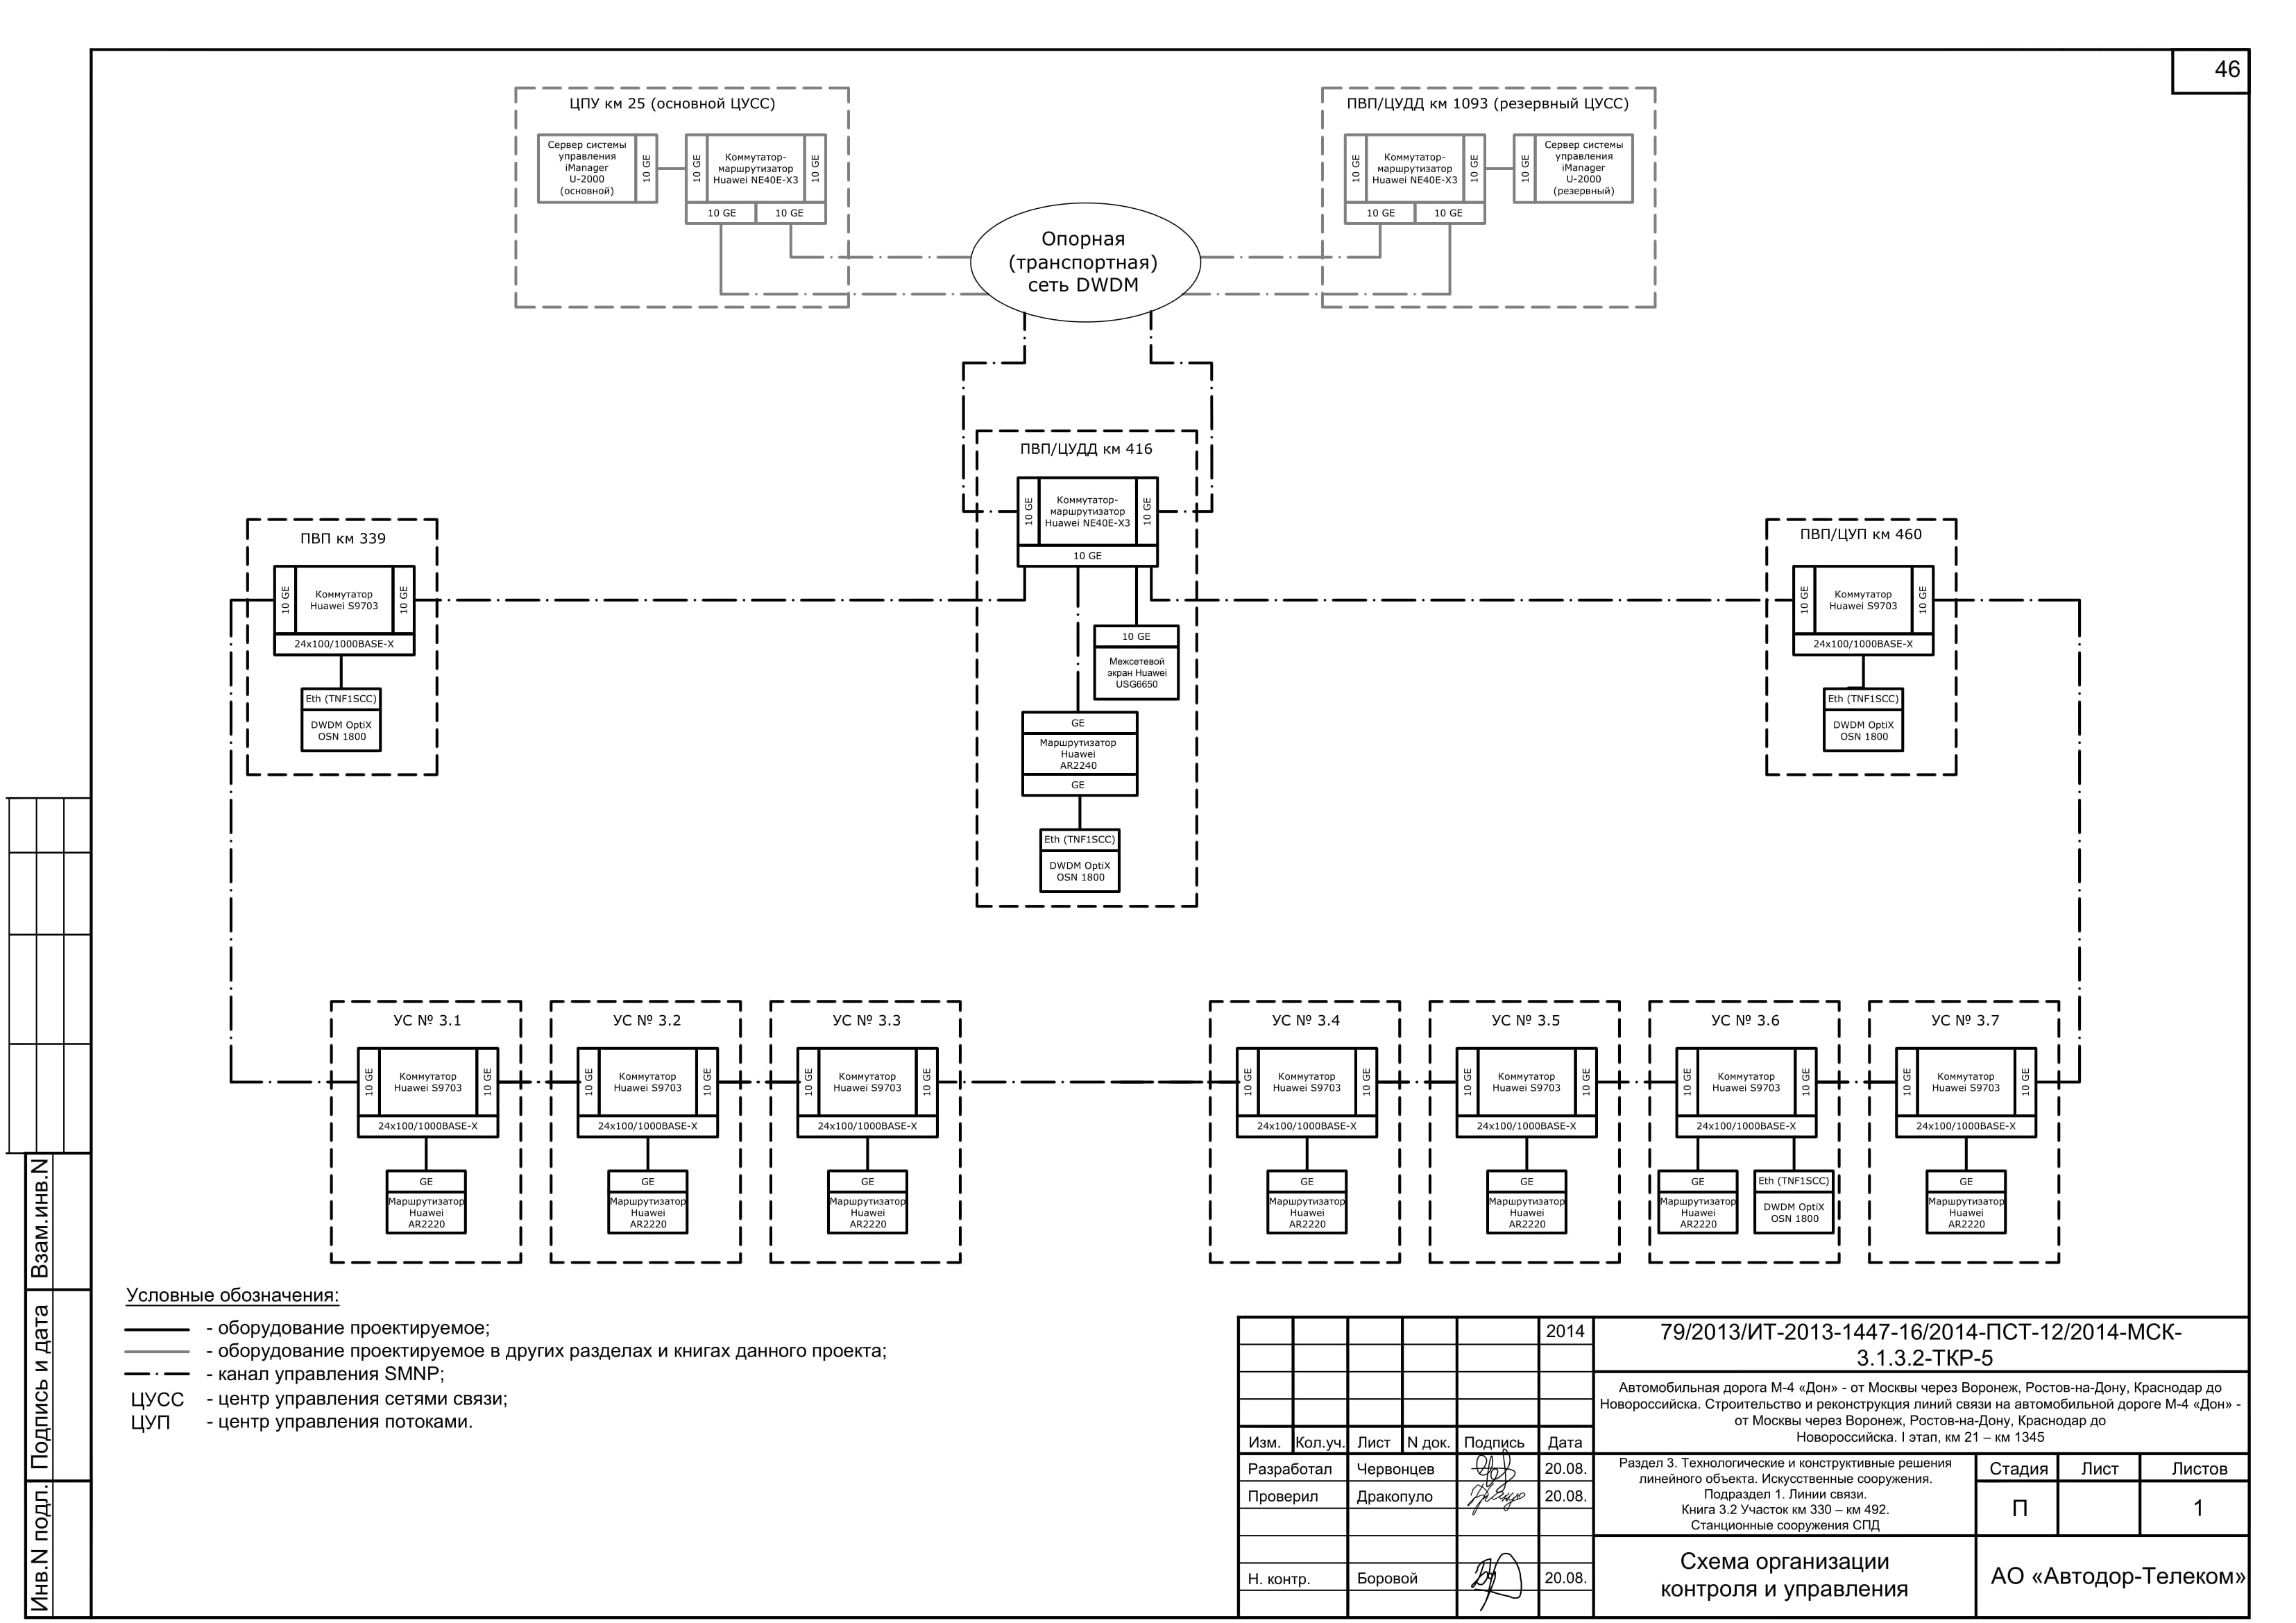 46
ЦПУ км 25 (основной ЦУСС)
Сервер системы
управления
iManager
U-2000
(основной)
10 GE
10 GE
Коммутатор-
маршрутизатор
Huawei NE40E-X3
10 GE
10 GE
10 GE
ПВП/ЦУДД км 1093 (резервный ЦУСС)
10 GE
Коммутатор-
маршрутизатор
Huawei NE40E-X3
10 GE
10 GE
10 GE
10 GE
Сервер системы
управления
iManager
U-2000
(резервный)
Опорная
(транспортная)
сеть DWDM
ПВП/ЦУДД км 416
10 GE
Коммутатор-
маршрутизатор
Huawei NE40E-X3
10 GE
10 GE
10 GE
Межсетевой
экран Huawei
USG6650
GE
Маршрутизатор
Huawei
AR2240
GE
Eth (TNF1SCC)
DWDM OptiX
OSN 1800
ПВП км 339
10 GE
Коммутатор
Huawei S9703
10 GE
24x100/1000BASE-X
Eth (TNF1SCC)
DWDM OptiX
OSN 1800
ПВП/ЦУП км 460
10 GE
Коммутатор
Huawei S9703
10 GE
24x100/1000BASE-X
Eth (TNF1SCC)
DWDM OptiX
OSN 1800
УС № 3.1
10 GE
Коммутатор
Huawei S9703
10 GE
24x100/1000BASE-X
GE
Маршрутизатор
Huawei
AR2220
УС № 3.2
10 GE
Коммутатор
Huawei S9703
10 GE
24x100/1000BASE-X
GE
Маршрутизатор
Huawei
AR2220
УС № 3.3
10 GE
Коммутатор
Huawei S9703
10 GE
24x100/1000BASE-X
GE
Маршрутизатор
Huawei
AR2220
УС № 3.4
10 GE
Коммутатор
Huawei S9703
10 GE
24x100/1000BASE-X
GE
Маршрутизатор
Huawei
AR2220
УС № 3.5
10 GE
Коммутатор
Huawei S9703
10 GE
24x100/1000BASE-X
GE
Маршрутизатор
Huawei
AR2220
УС № 3.6
10 GE
Коммутатор
Huawei S9703
10 GE
24x100/1000BASE-X
GE
Маршрутизатор
Huawei
AR2220
Eth (TNF1SCC)
DWDM OptiX
OSN 1800
УС № 3.7
10 GE
Коммутатор
Huawei S9703
10 GE
24x100/1000BASE-X
GE
Маршрутизатор
Huawei
AR2220
Взам.инв.N
Подпись и дата
Инв.N подл.
Условные обозначения:
- оборудование проектируемое;
- оборудование проектируемое в других разделах и книгах данного проекта;
- канал управления SMNP;
ЦУСС - центр управления сетями связи;
ЦУП - центр управления потоками.
2014
79/2013/ИТ-2013-1447-16/2014-ПСТ-12/2014-МСК-
3.1.3.2-ТКР-5
Автомобильная дорога М-4 «Дон» - от Москвы через Воронеж, Ростов-на-Дону, Краснодар до
Новороссийска. Строительство и реконструкция линий связи на автомобильной дороге М-4 «Дон» -
от Москвы через Воронеж, Ростов-на-Дону, Краснодар до
Новороссийска. I этап, км 21 – км 1345
Изм. Кол.уч. Лист N док. Подпись Дата
Разработал Червонцев 20.08.
Проверил Дракопуло 20.08.
Н. контр. Боровой 20.08.
Раздел 3. Технологические и конструктивные решения
линейного объекта. Искусственные сооружения.
Подраздел 1. Линии связи.
Книга 3.2 Участок км 330 – км 492.
Станционные сооружения СПД
Стадия Лист Листов
П 1
Схема организации
контроля и управления
АО «Автодор-Телеком»